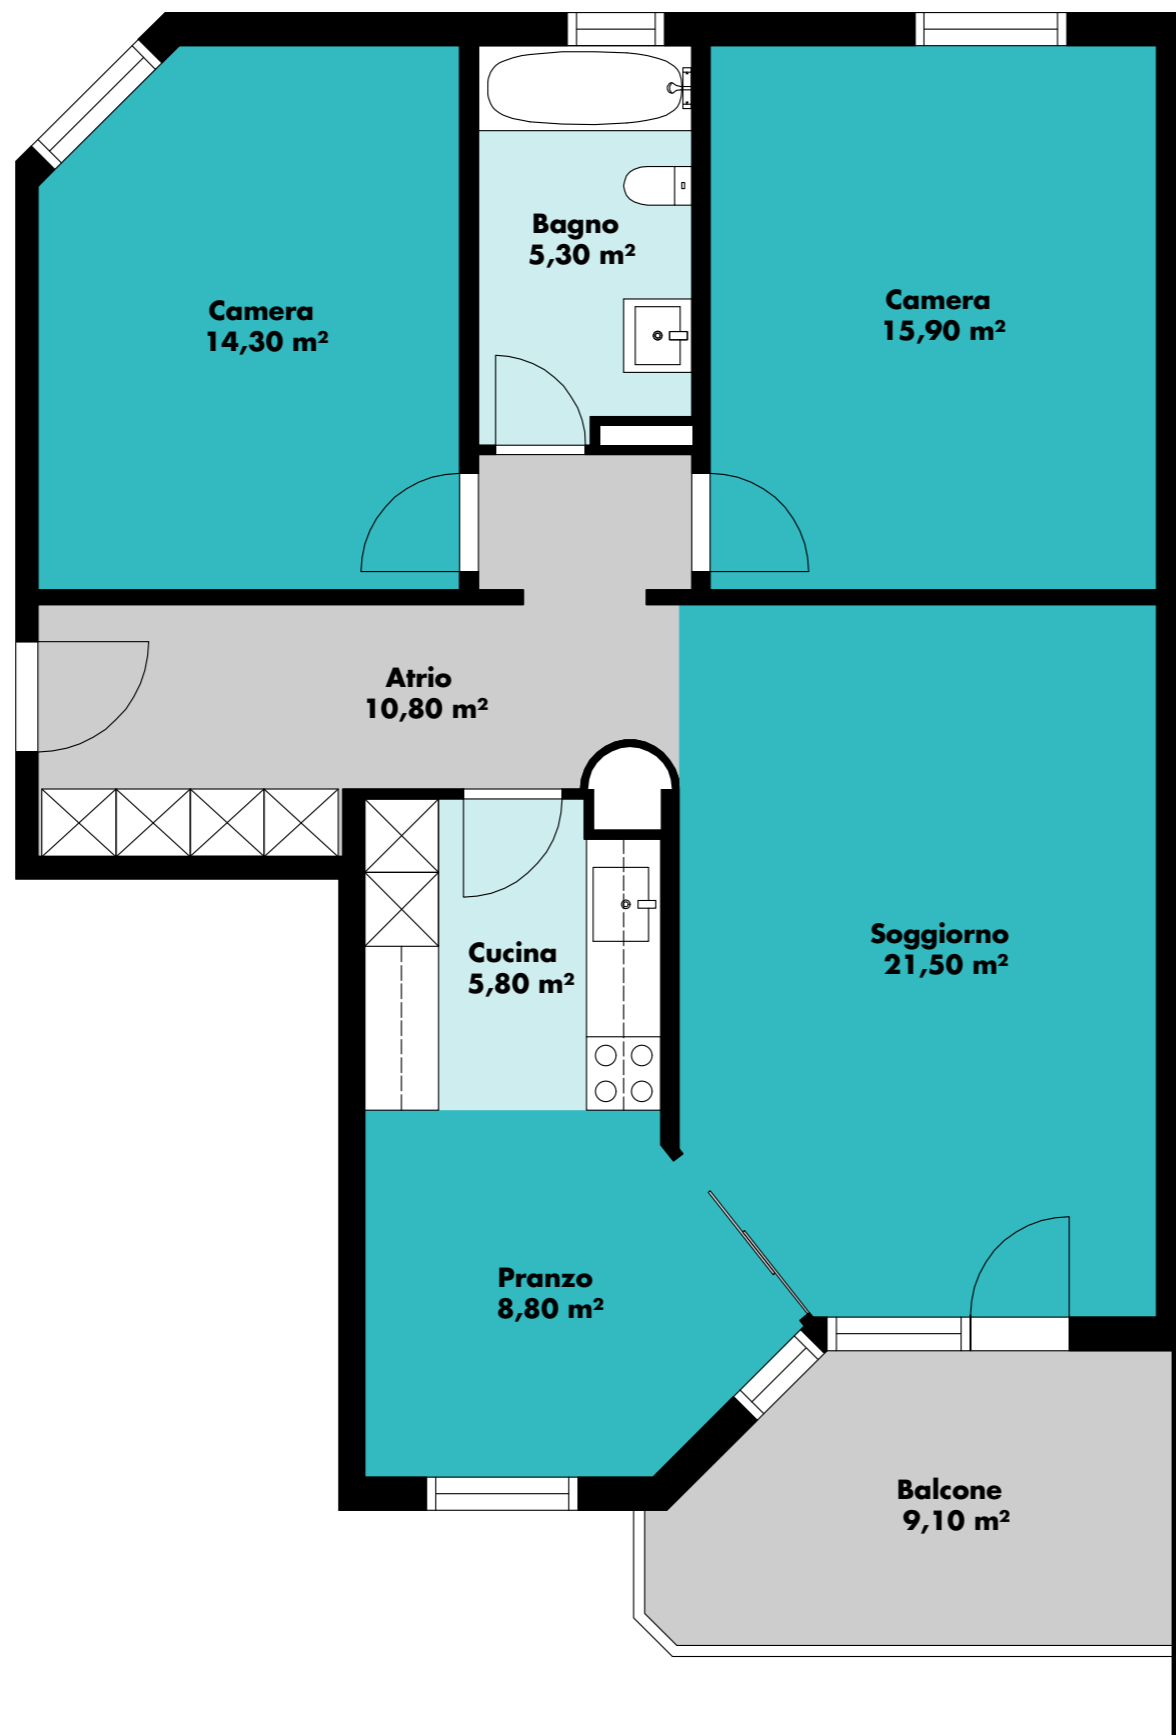 Bagno
5,30 m²
Camera
14,30 m²
Camera
15,90 m²
Atrio
10,80 m²
Soggiorno
21,50 m²
Cucina
5,80 m²
Pranzo
8,80 m²
Balcone
9,10 m²